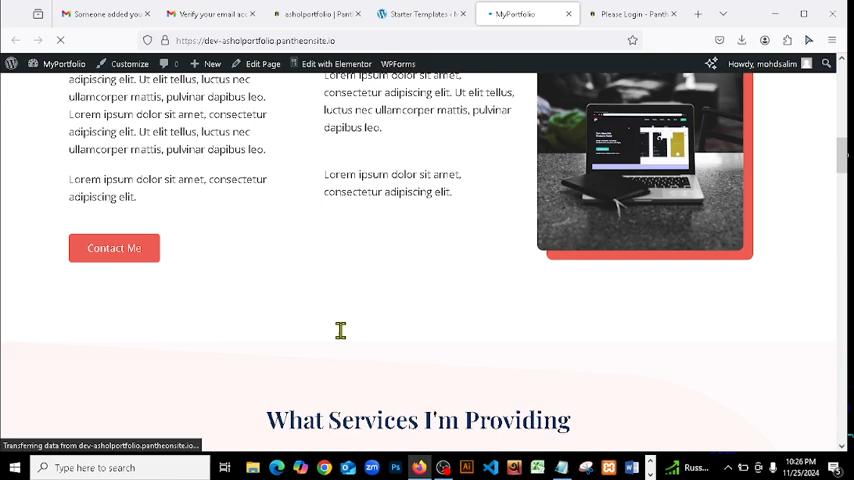 Someone added you
Verify your email acc
asholportfolio | Pant
Starter Templates ‹ M
MyPortfolio
Please Login - Panth
https://dev-asholportfolio.pantheonsite.io
MyPortfolio
Customize
0
New
Edit Page
Edit with Elementor
WPForms
Howdy, mohdsalim
adipiscing elit. Ut elit tellus, luctus nec
ullamcorper mattis, pulvinar dapibus leo.
Lorem ipsum dolor sit amet, consectetur
adipiscing elit. Ut elit tellus, luctus nec
ullamcorper mattis, pulvinar dapibus leo.
Lorem ipsum dolor sit amet, consectetur
adipiscing elit.
Contact Me
Lorem ipsum dolor sit amet,
consectetur adipiscing elit. Ut elit tellus,
luctus nec ullamcorper mattis, pulvinar
dapibus leo.
Lorem ipsum dolor sit amet,
consectetur adipiscing elit.
What Services I'm Providing
Transferring data from dev-asholportfolio.pantheonsite.io...
Type here to search
Russ...
10:26 PM
11/25/2024